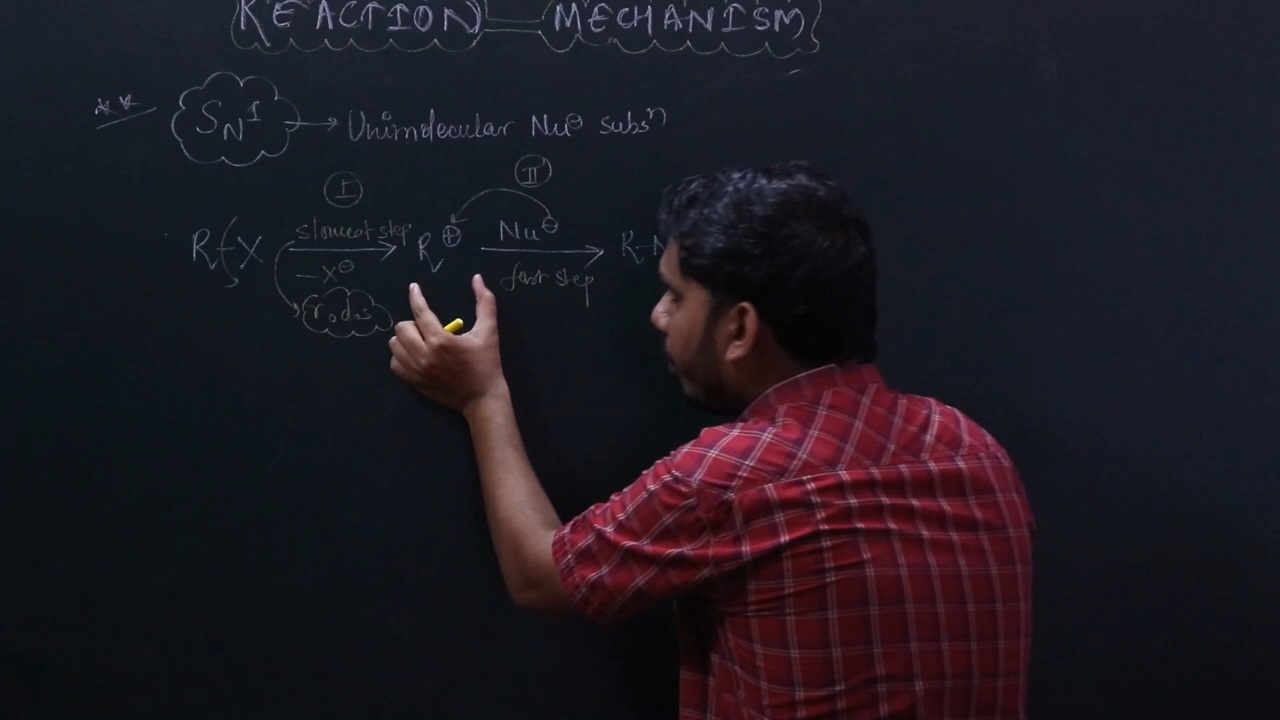 REACTION MECHANISM
** SN1 → Unimolecular Nu⊖ subsⁿ
I II
R-X slowest step → R⊕ Nu⊖ → R-N
-X⊖ fast step
r.d.s